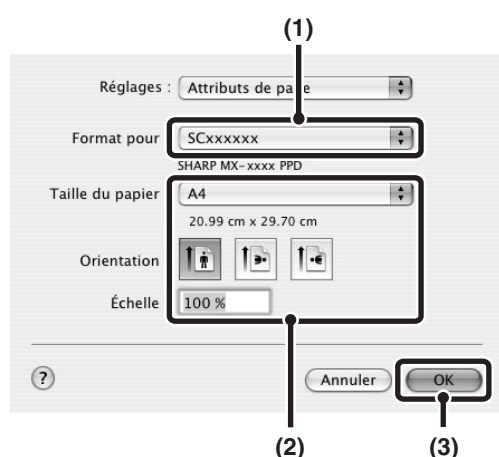 (1)
Réglages : Attributs de page
Format pour SCxxxxxx
SHARP MX-xxxx PPD
Taille du papier A4
20.99 cm x 29.70 cm
Orientation
Échelle 100 %
? Annuler OK
(2) (3)